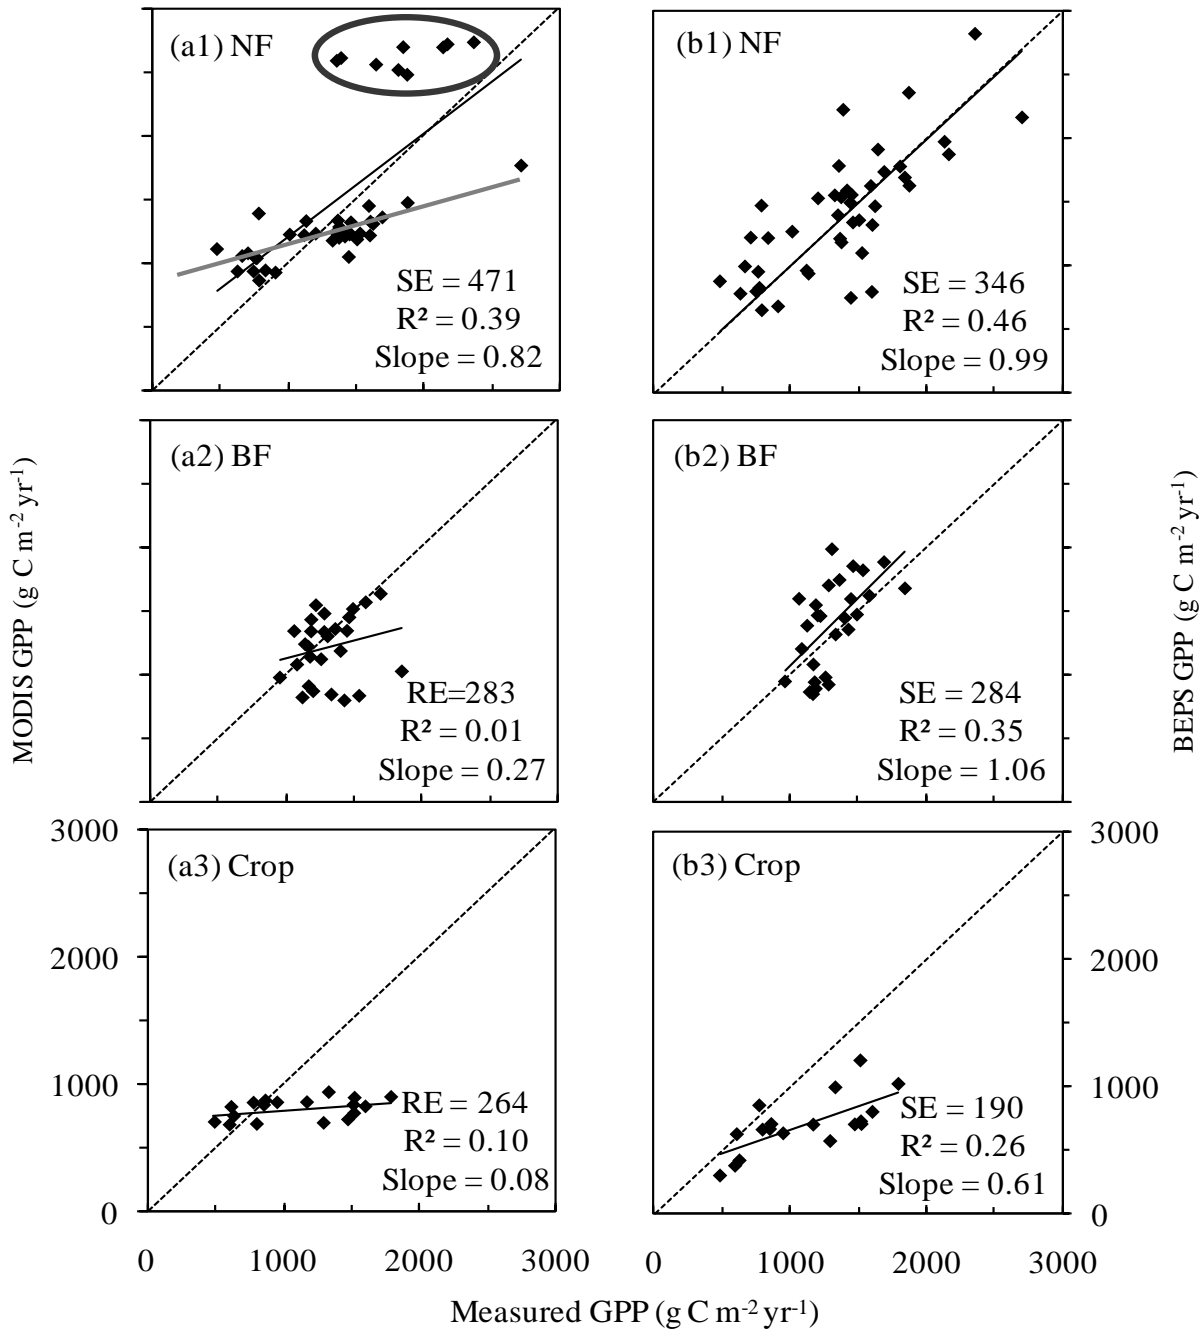 (a1) NF
SE = 471
R² = 0.39
Slope = 0.82
(b1) NF
SE = 346
R² = 0.46
Slope = 0.99
MODIS GPP (g C m-2 yr-1)
(a2) BF
RE=283
R² = 0.01
Slope = 0.27
(b2) BF
SE = 284
R² = 0.35
Slope = 1.06
BEPS GPP (g C m-2 yr-1)
3000
2000
1000
0
(a3) Crop
RE = 264
R² = 0.10
Slope = 0.08
(b3) Crop
SE = 190
R² = 0.26
Slope = 0.61
3000
2000
1000
0
0 1000 2000 3000
0 1000 2000 3000
Measured GPP (g C m-2 yr-1)